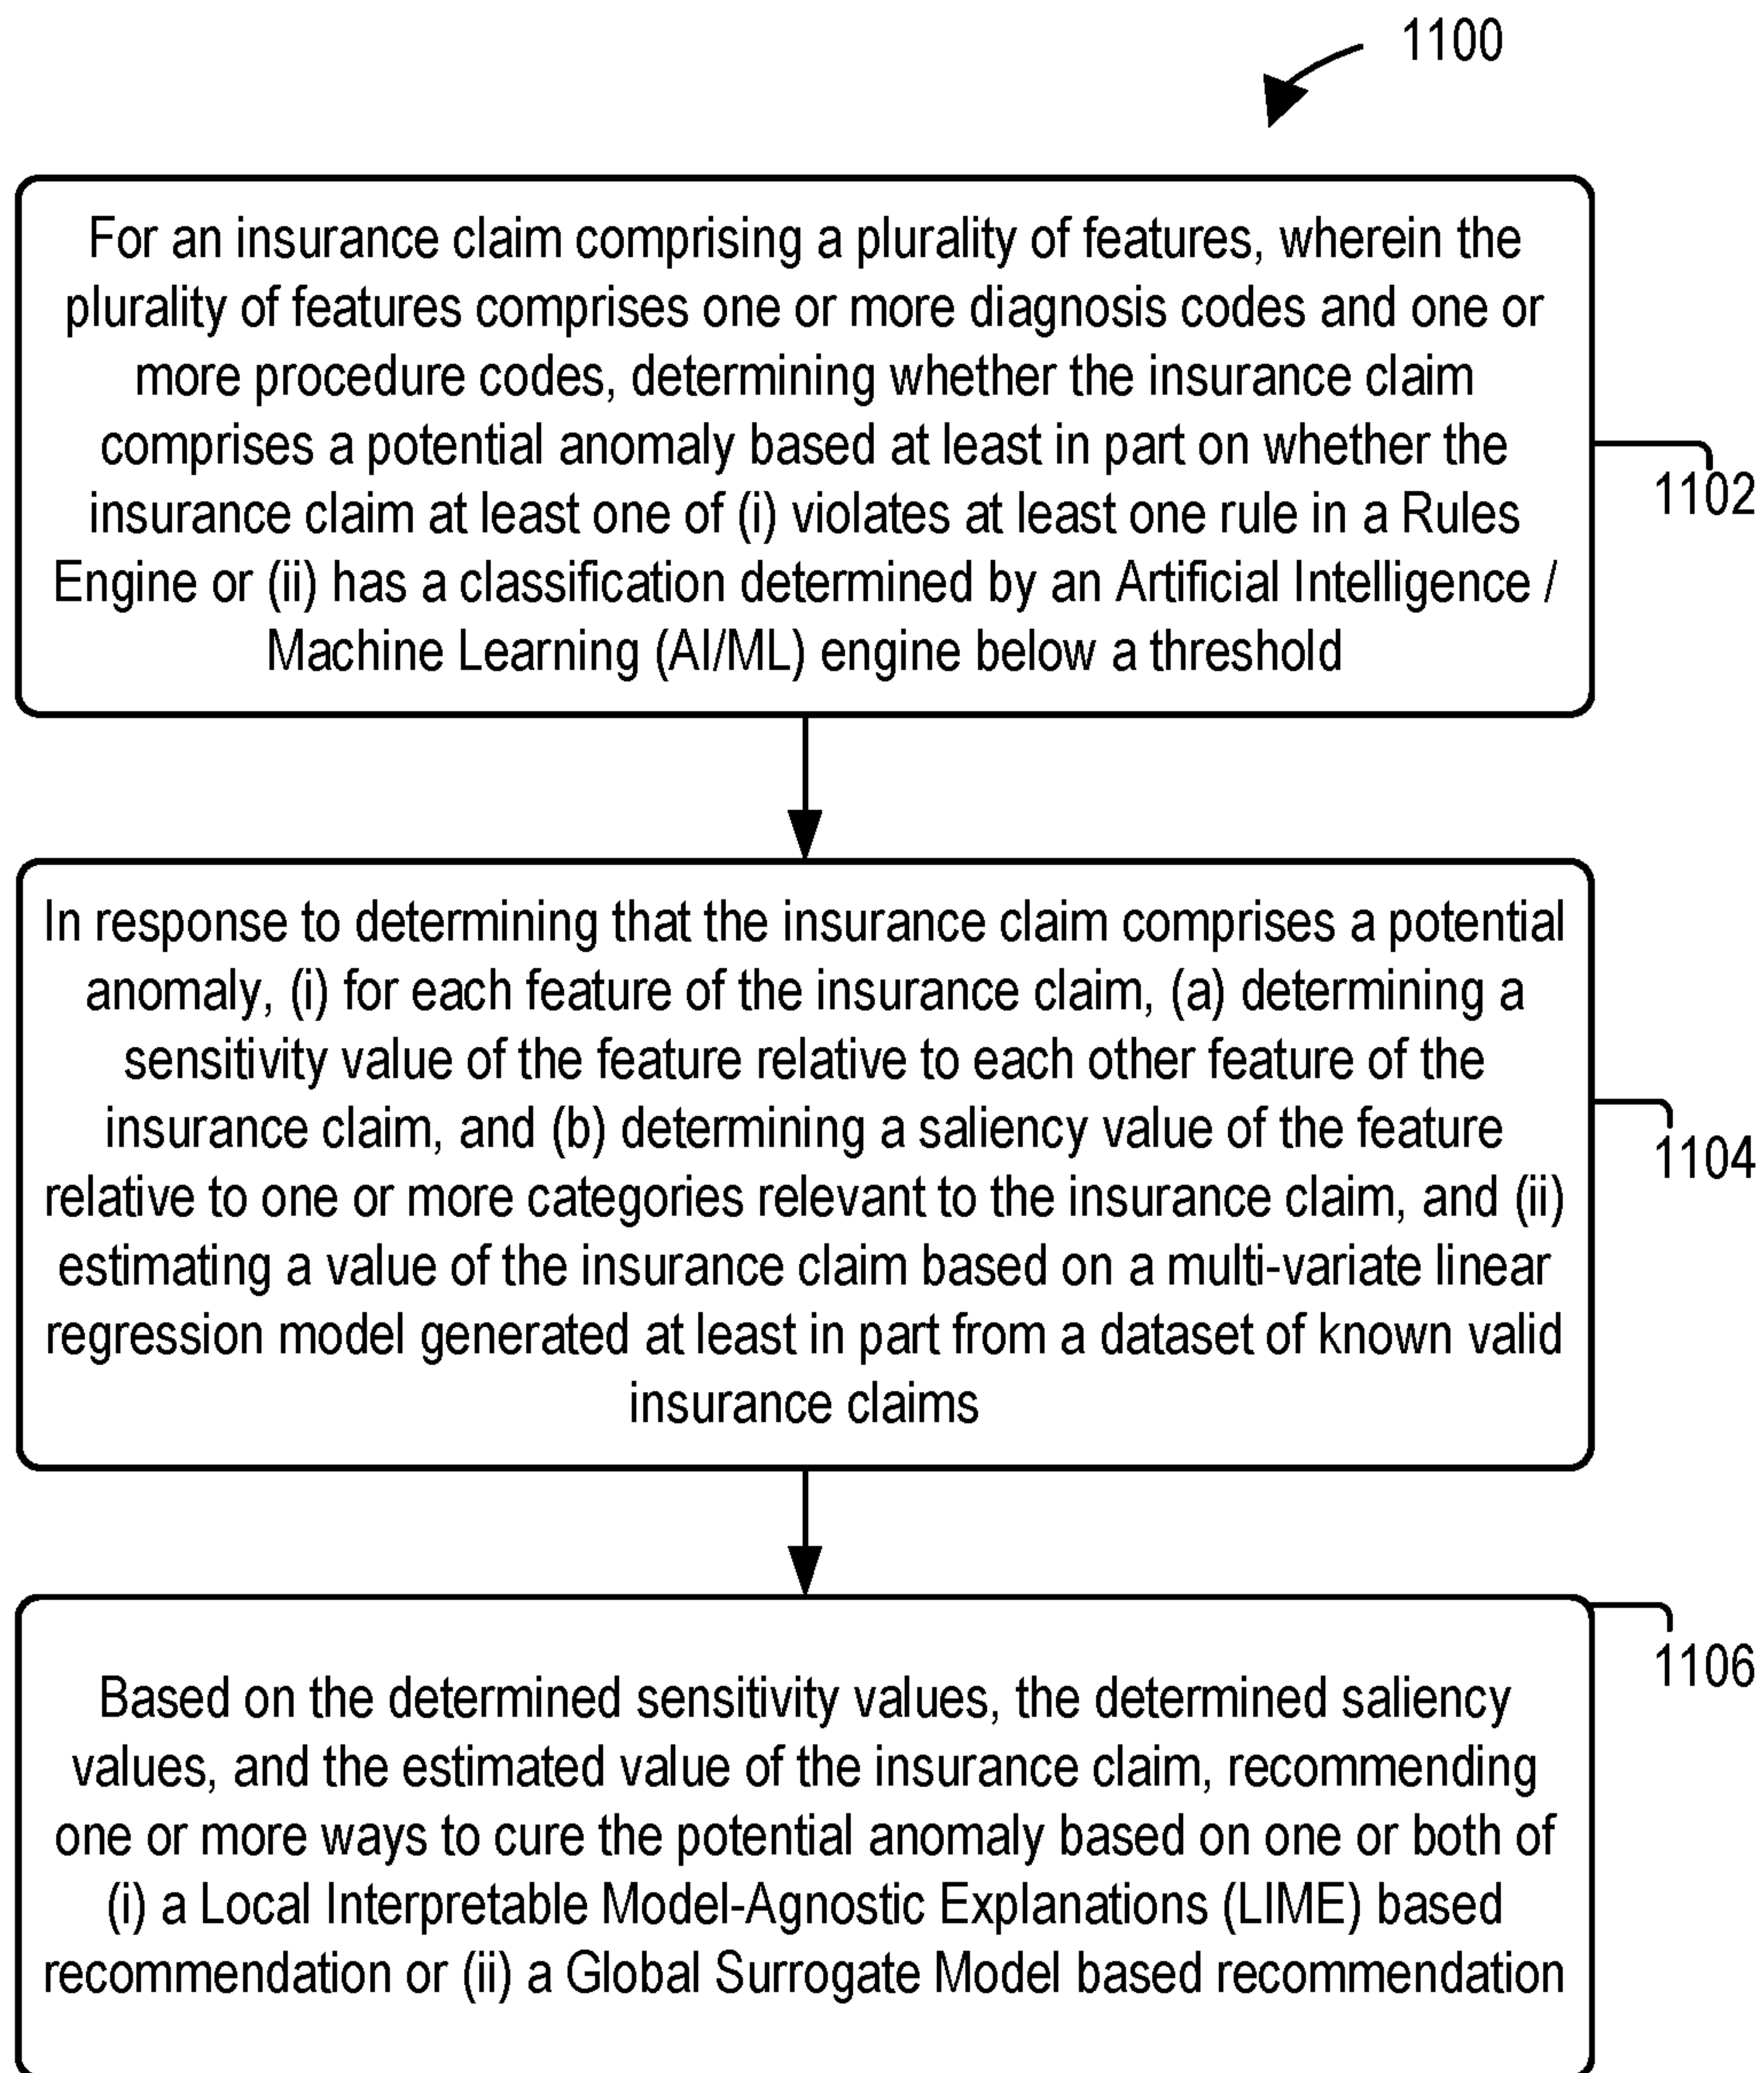 1100
For an insurance claim comprising a plurality of features, wherein the
plurality of features comprises one or more diagnosis codes and one or
more procedure codes, determining whether the insurance claim
comprises a potential anomaly based at least in part on whether the
insurance claim at least one of (i) violates at least one rule in a Rules
Engine or (ii) has a classification determined by an Artificial Intelligence /
Machine Learning (AI/ML) engine below a threshold
1102
In response to determining that the insurance claim comprises a potential
anomaly, (i) for each feature of the insurance claim, (a) determining a
sensitivity value of the feature relative to each other feature of the
insurance claim, and (b) determining a saliency value of the feature
relative to one or more categories relevant to the insurance claim, and (ii)
estimating a value of the insurance claim based on a multi-variate linear
regression model generated at least in part from a dataset of known valid
insurance claims
1104
Based on the determined sensitivity values, the determined saliency
values, and the estimated value of the insurance claim, recommending
one or more ways to cure the potential anomaly based on one or both of
(i) a Local Interpretable Model-Agnostic Explanations (LIME) based
recommendation or (ii) a Global Surrogate Model based recommendation
1106